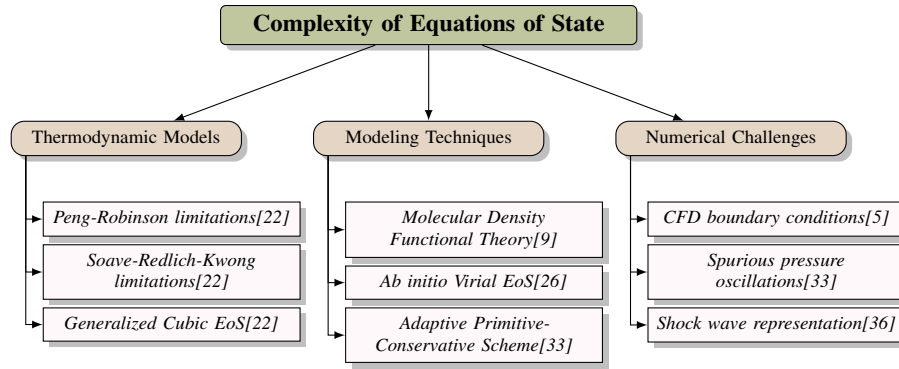 Complexity of Equations of State
Thermodynamic Models
Peng-Robinson limitations[22]
Soave-Redlich-Kwong
limitations[22]
Generalized Cubic EoS[22]
Modeling Techniques
Molecular Density
Functional Theory[9]
Ab initio Virial EoS[26]
Adaptive Primitive-
Conservative Scheme[33]
Numerical Challenges
CFD boundary conditions[5]
Spurious pressure
oscillations[33]
Shock wave representation[36]